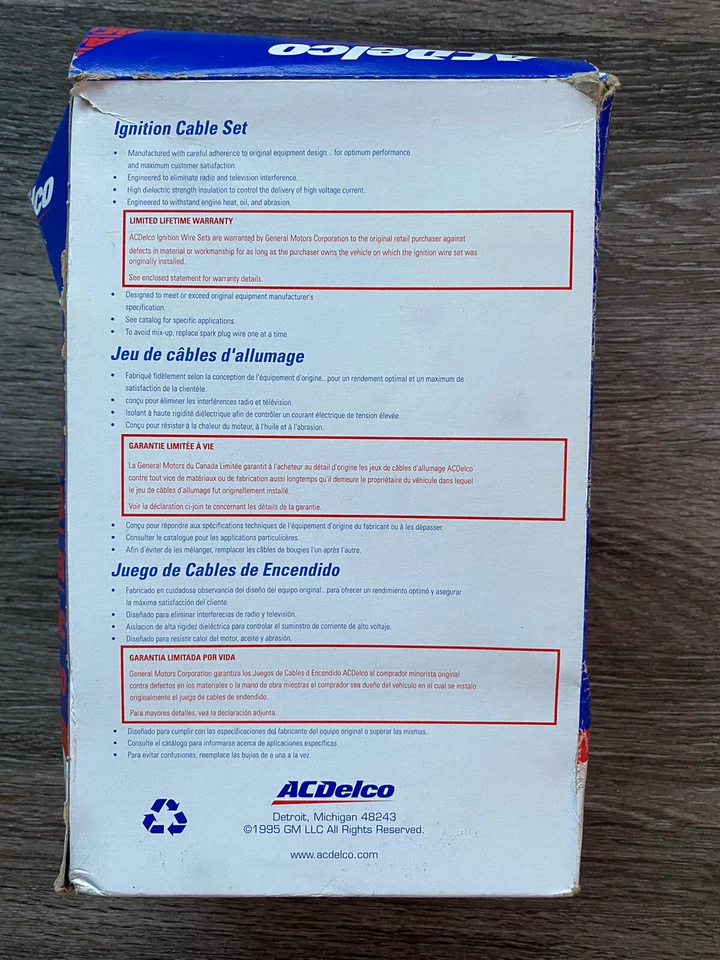 ACDelco
CO
Ignition Cable Set
• Manufactured with careful adherence to original equipment design... for optimum performance
and maximum customer satisfaction.
• Engineered to eliminate radio and television interference.
• High dielectric strength insulation to control the delivery of high voltage current.
• Engineered to withstand engine heat, oil, and abrasion.
LIMITED LIFETIME WARRANTY
ACDelco Ignition Wire Sets are warranted by General Motors Corporation to the original retail purchaser against
defects in material or workmanship for as long as the purchaser owns the vehicle on which the ignition wire set was
originally installed.
See enclosed statement for warranty details.
• Designed to meet or exceed original equipment manufacturer's
specification.
• See catalog for specific applications.
• To avoid mix-up, replace spark plug wire one at a time.
Jeu de câbles d'allumage
• Fabriqué fidèlement selon la conception de l'équipement d'origine...pour un rendement optimal et un maximum de
satisfaction de la clientèle.
• conçu pour éliminer les interférences radio et télévision.
• Isolant à haute rigidité diélectrique afin de contrôler un courant électrique de tension élevée.
• Conçu pour résister à la chaleur du moteur, à l'huile et à l'abrasion.
GARANTIE LIMITÉE À VIE
La General Motors du Canada Limitée garantit à l'acheteur au détail d'origine les jeux de câbles d'allumage ACDelco
contre tout vice de matériaux ou de fabrication aussi longtemps qu'il demeure le propriétaire du véhicule dans lequel
le jeu de câbles d'allumage fut originellement installé.
Voir la déclaration ci-join te concernant les détails de la garantie.
• Conçu pour répondre aux spécifications techniques de l'équipement d'origine du fabricant ou à les dépasser.
• Consulter le catalogue pour les applications particulières.
• Afin d'éviter de les mélanger, remplacer les câbles de bougies l'un après l'autre.
Juego de Cables de Encendido
• Fabricado en cuidadosa observancia del diseño del equipo original...para ofrecer un rendimiento optimó y asegurar
la máxima satisfacción del cliente.
• Diseñado para eliminar interferecias de radio y televisión.
• Aislacion de alta rigidez dieléctrica para controlar el suminstro de corriente de alto voltaje.
• Diseñado para resistir calor del motor, aceite y abrasión.
GARANTIA LIMITADA POR VIDA
General Motors Corporation garantiza los Juegos de Cables d Encendido ACDelco al comprador minorista original
contra defectos en los materiales o la mano de obra mientras el comprador sea dueño del vehículo en el cual se instalo
originalmente el juego de cables de endendido.
Para mayores detalles, vea la declaración adjunta.
• Diseñado para cumplir con las especificaciones del fabricante del equipo original o superar las mismas.
• Consulte el catálogo para informarse acerca de aplicaciones específicas.
• Para evitar confusiones, reemplace las bujias de a una a la vez.
ACDelco
Detroit, Michigan 48243
©1995 GM LLC All Rights Reserved.
www.acdelco.com